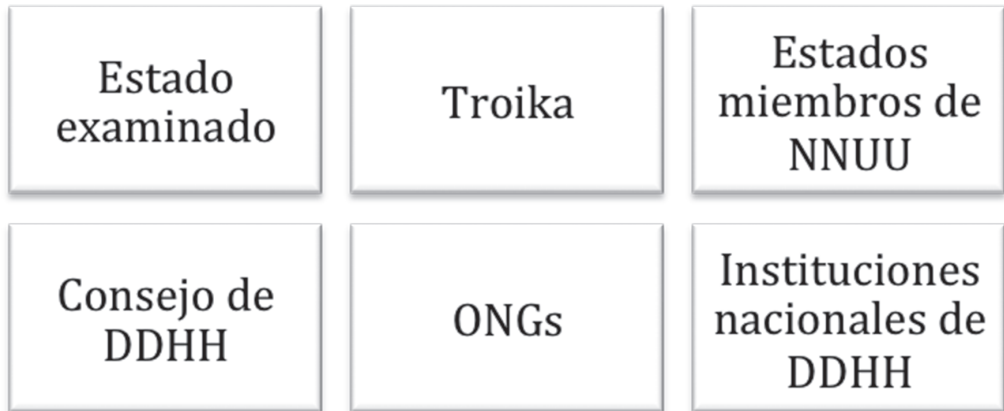 Estado
examinado
Troika
Estados
miembros de
NNUU
Consejo de
DDHH
ONGs
Instituciones
nacionales de
DDHH